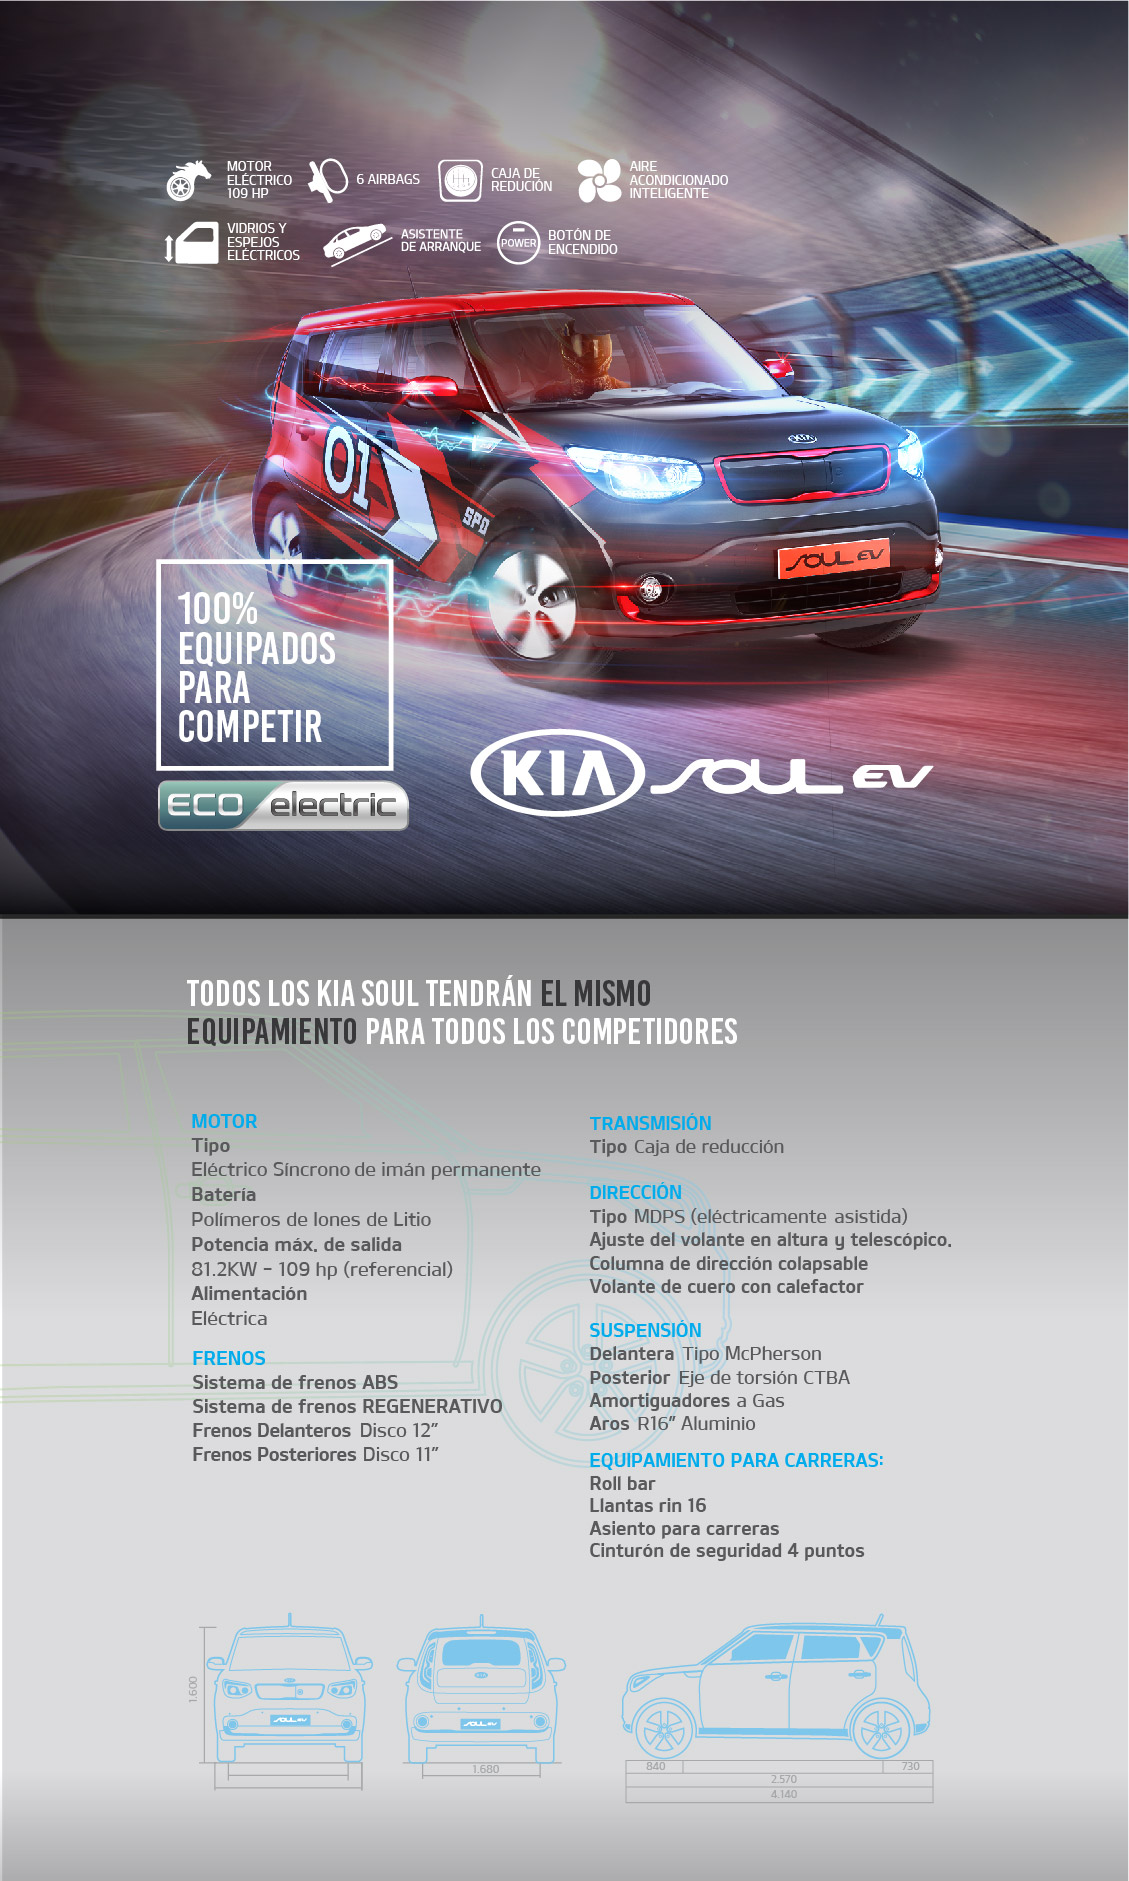 MOTOR
ELÉCTRICO
109 HP
6 AIRBAGS
CAJA DE
REDUCIÓN
AIRE
ACONDICIONADO
INTELIGENTE
VIDRIOS Y
ESPEJOS
ELÉCTRICOS
ASISTENTE
DE ARRANQUE
POWER
BOTÓN DE
ENCENDIDO
KIA
01
SPO
SOUL EV
100%
EQUIPADOS
PARA
COMPETIR
ECO electric
KIA SOUL EV
TODOS LOS KIA SOUL TENDRÁN EL MISMO
EQUIPAMIENTO PARA TODOS LOS COMPETIDORES
MOTOR
Tipo
Eléctrico Síncrono de imán permanente
Batería
Polímeros de Iones de Litio
Potencia máx. de salida
81.2KW - 109 hp (referencial)
Alimentación
Eléctrica
FRENOS
Sistema de frenos ABS
Sistema de frenos REGENERATIVO
Frenos Delanteros Disco 12”
Frenos Posteriores Disco 11”
TRANSMISIÓN
Tipo Caja de reducción
DIRECCIÓN
Tipo MDPS (eléctricamente asistida)
Ajuste del volante en altura y telescópico.
Columna de dirección colapsable
Volante de cuero con calefactor
SUSPENSIÓN
Delantera Tipo McPherson
Posterior Eje de torsión CTBA
Amortiguadores a Gas
Aros R16” Aluminio
EQUIPAMIENTO PARA CARRERAS:
Roll bar
Llantas rin 16
Asiento para carreras
Cinturón de seguridad 4 puntos
1.600
SOUL EV
SOUL EV
1.680
840
730
2.570
4.140